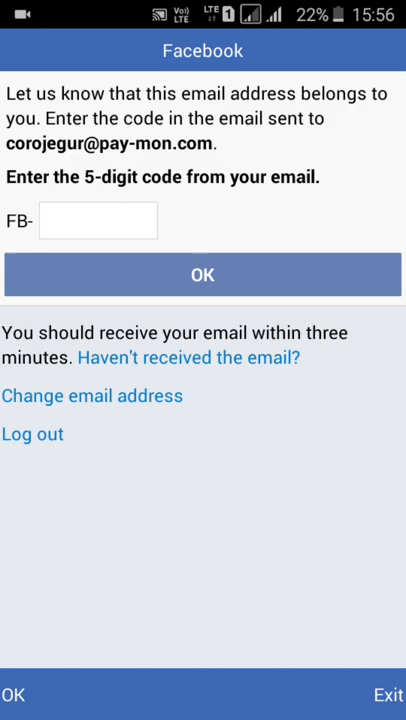 Vo) LTE LTE 1 22% 15:56
Facebook
Let us know that this email address belongs to
you. Enter the code in the email sent to
corojegur@pay-mon.com.
Enter the 5-digit code from your email.
FB-
OK
You should receive your email within three
minutes. Haven't received the email?
Change email address
Log out
OK Exit